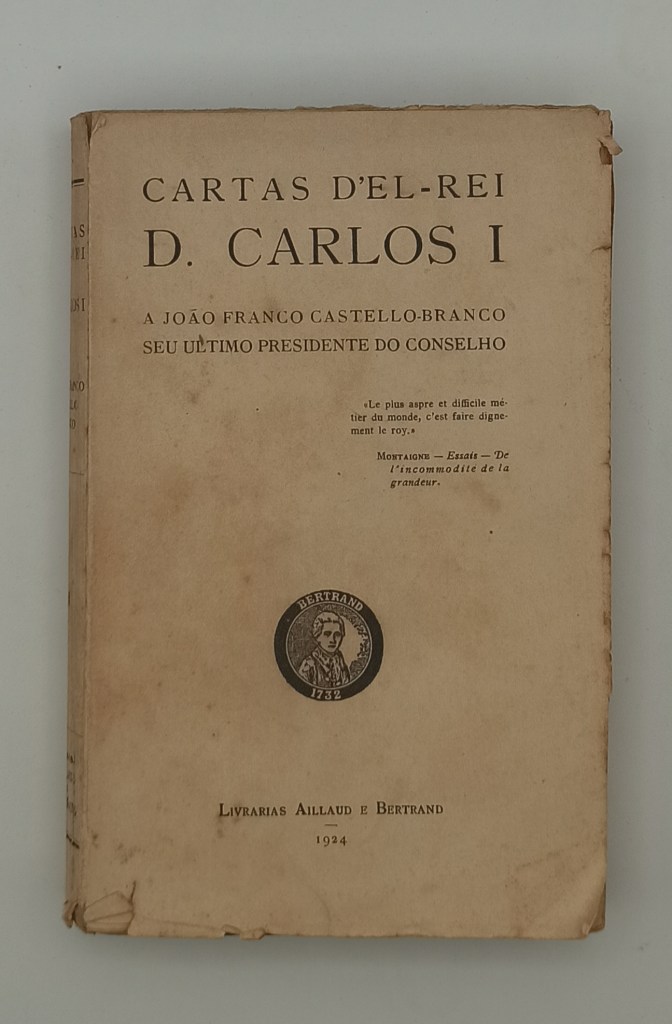 CARTAS D'EL-REI
D. CARLOS I
A JOÃO FRANCO CASTELLO-BRANCO
SEU ULTIMO PRESIDENTE DO CONSELHO
«Le plus aspre et difficile mé-
tier du monde, c'est faire digne-
ment le roy.»
MONTAIGNE — Essais — De
l'incommodité de la
grandeur.
BERTRAND
1732
LIVRARIAS AILLAUD E BERTRAND
1924